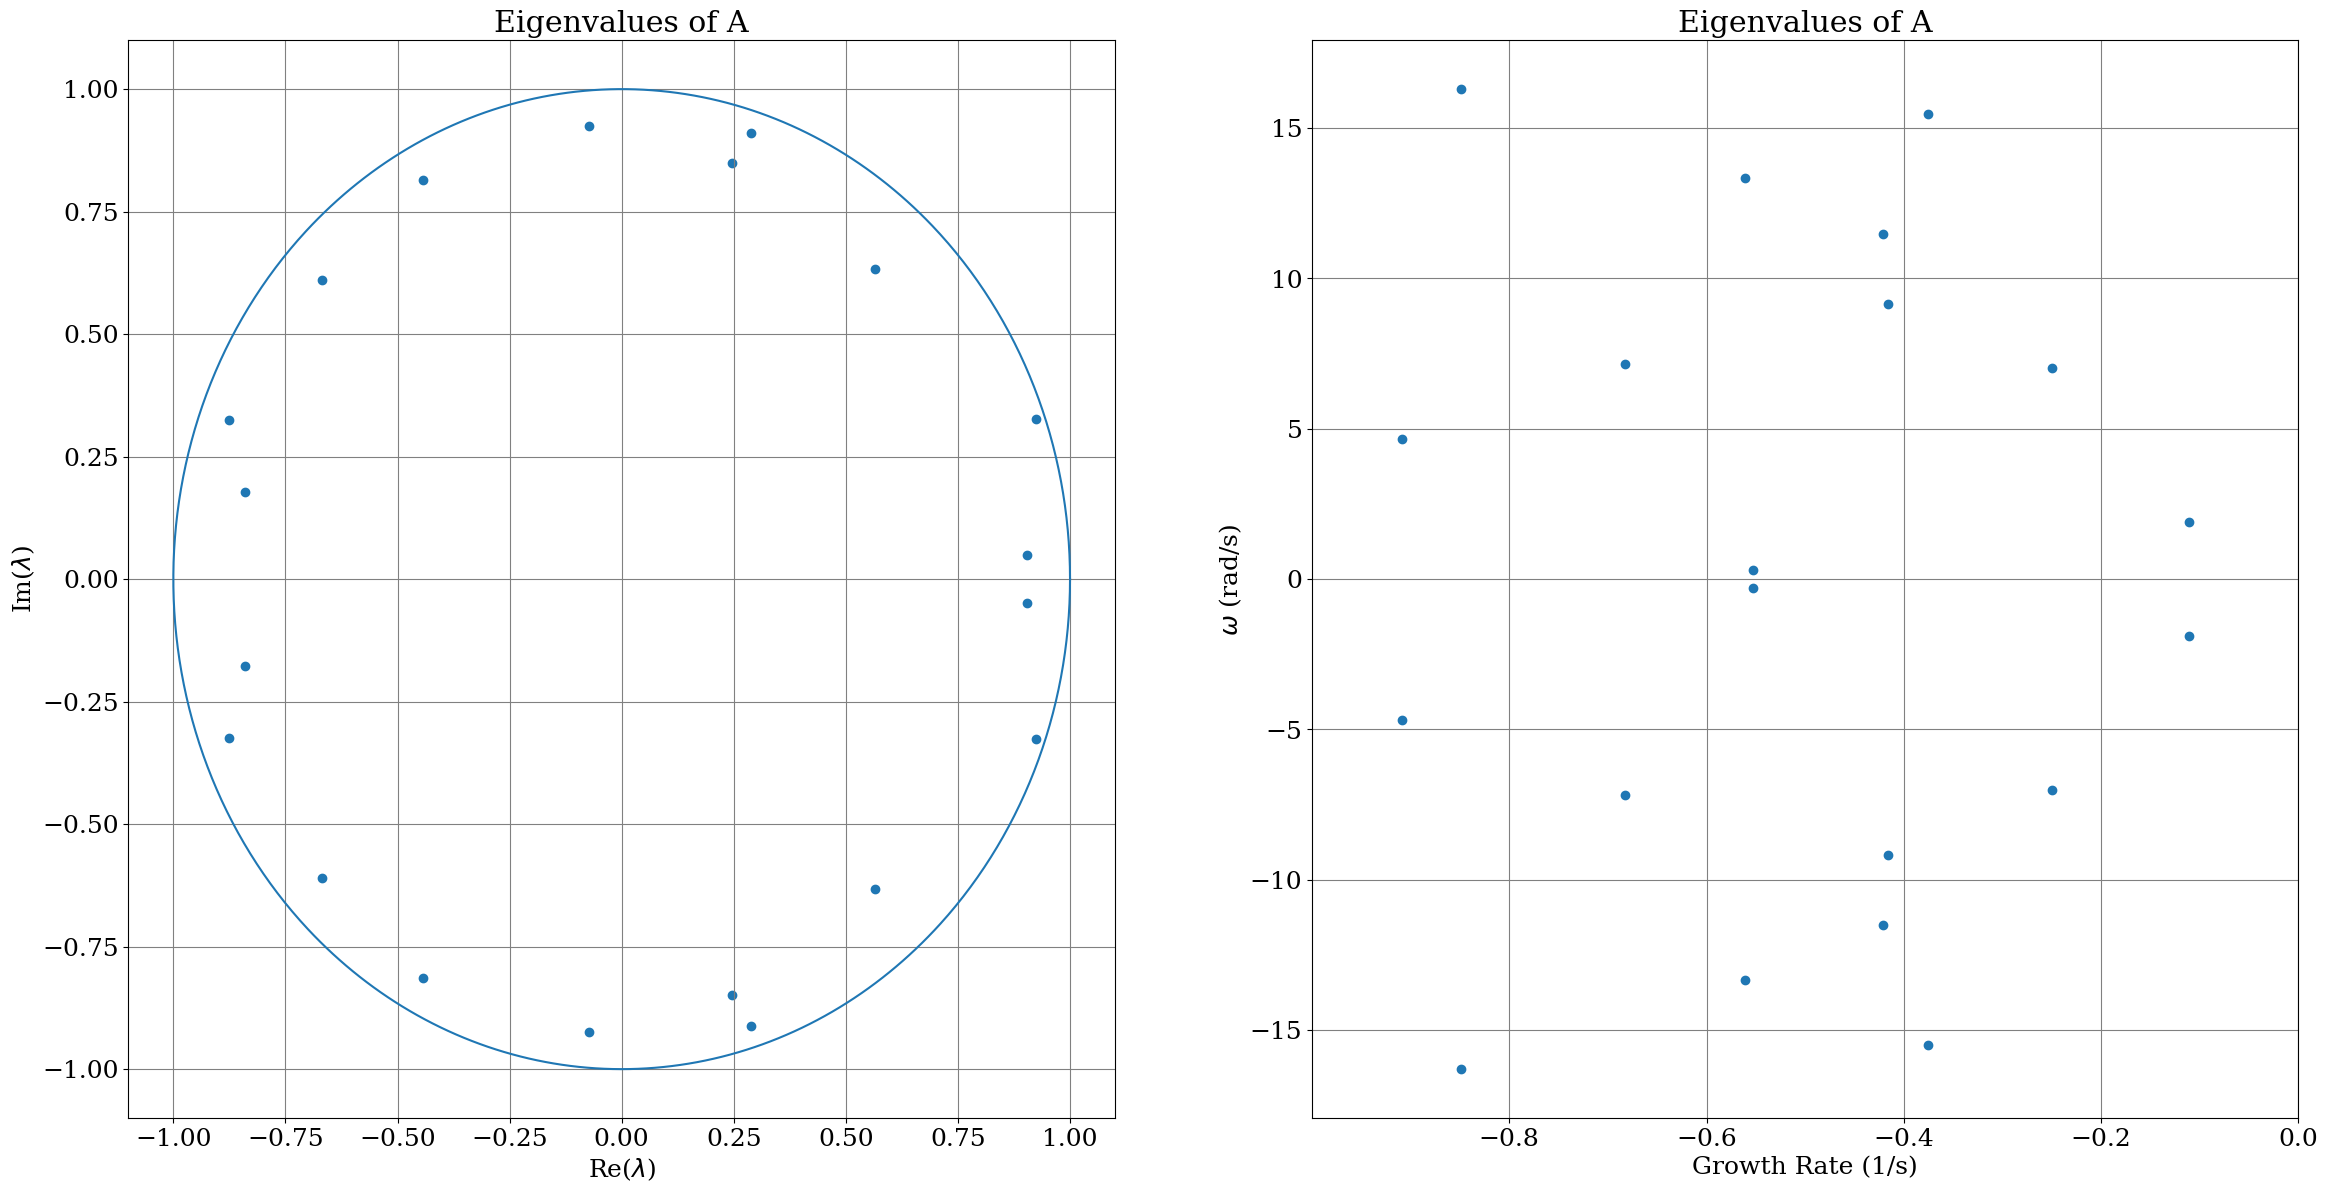 Eigenvalues of A
1.00
0.75
0.50
0.25
0.00
−0.25
−0.50
−0.75
−1.00
Im(λ)
−1.00 −0.75 −0.50 −0.25 0.00 0.25 0.50 0.75 1.00
Re(λ)
Eigenvalues of A
15
10
5
0
−5
−10
−15
ω (rad/s)
−0.8 −0.6 −0.4 −0.2 0.0
Growth Rate (1/s)